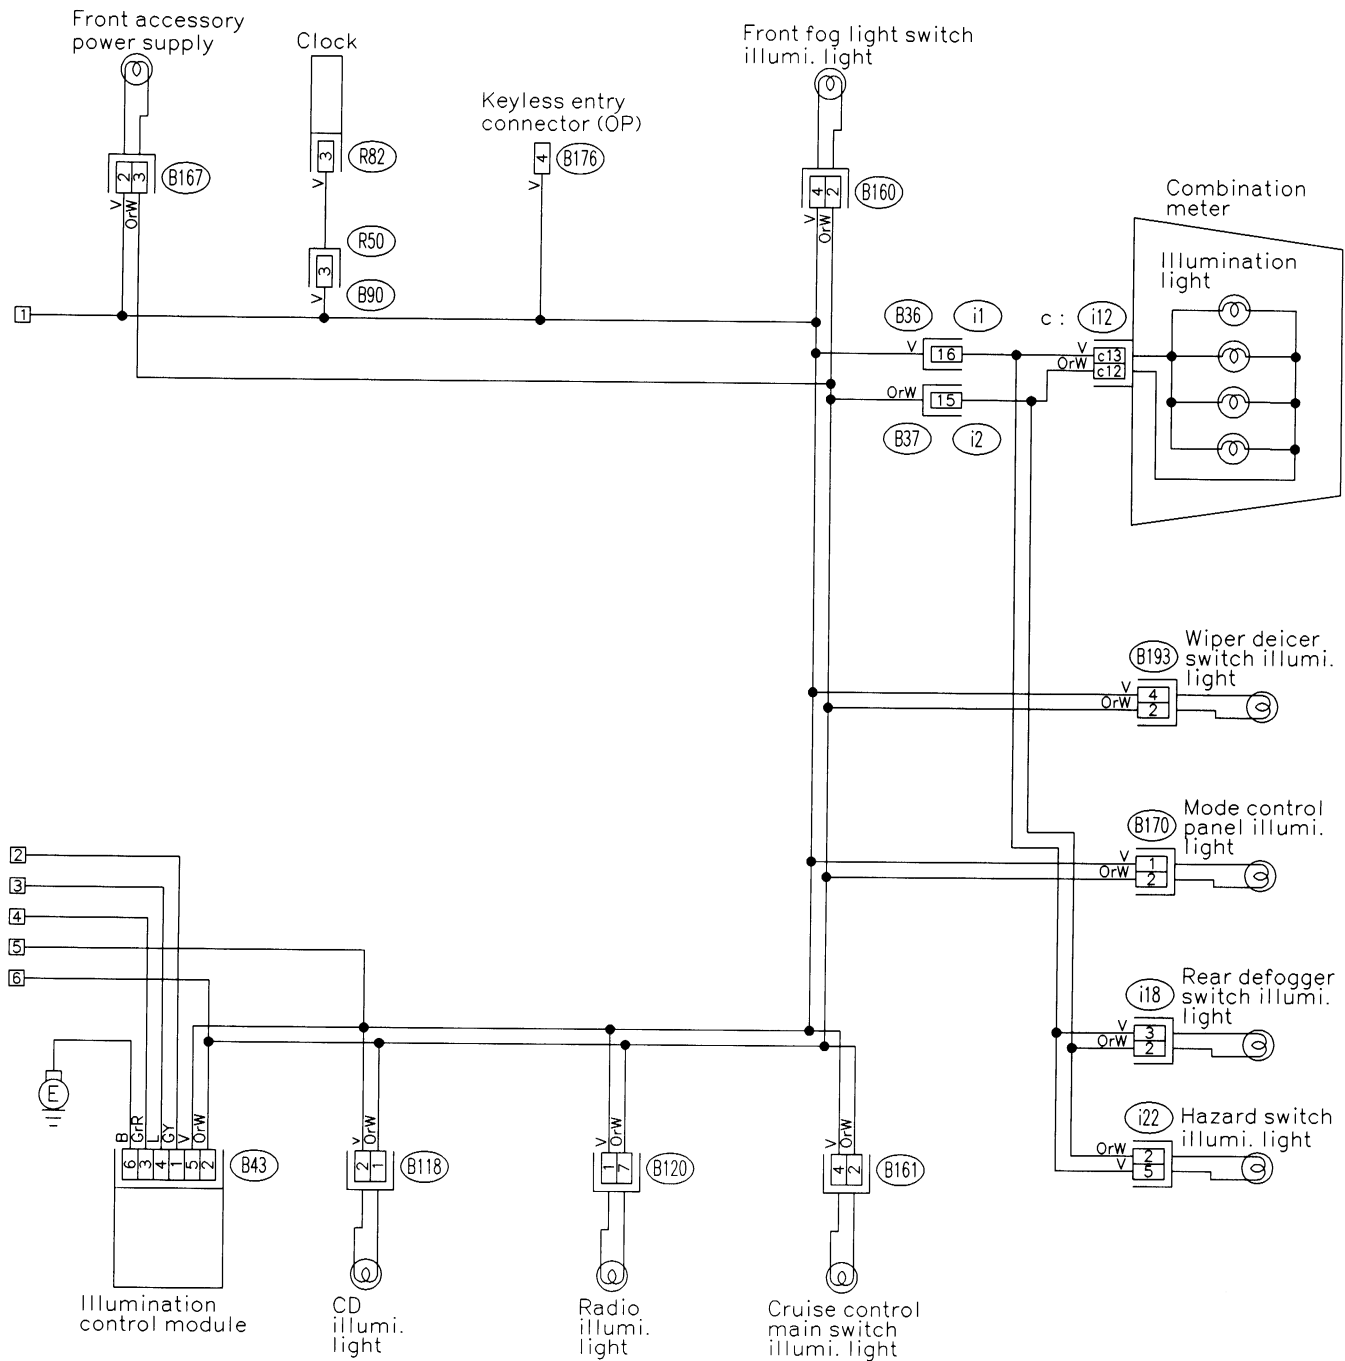 Front accessory
power supply
Clock
Keyless entry
connector (OP)
Front fog light switch
illumi. light
2 3
B167
V
OrW
3
R82
V
R50
3
B90
V
4
B176
V
4 2
B160
V
OrW
Combination
meter
Illumination
light
1
B36
i1
c :
i12
V
16
V
OrW
c13
c12
OrW
15
B37
i2
Wiper deicer
switch illumi.
light
B193
V
OrW
4
2
Mode control
panel illumi.
light
B170
V
OrW
1
2
2
3
4
5
6
Rear defogger
switch illumi.
light
i18
V
OrW
3
2
Hazard switch
illumi. light
i22
OrW
V
2
5
E
B
GrR
L
GY
V
OrW
6 3 4 1 5 2
B43
V
OrW
2 1
B118
V
OrW
1 7
B120
V
OrW
4 2
B161
Illumination
control module
CD
illumi.
light
Radio
illumi.
light
Cruise control
main switch
illumi. light